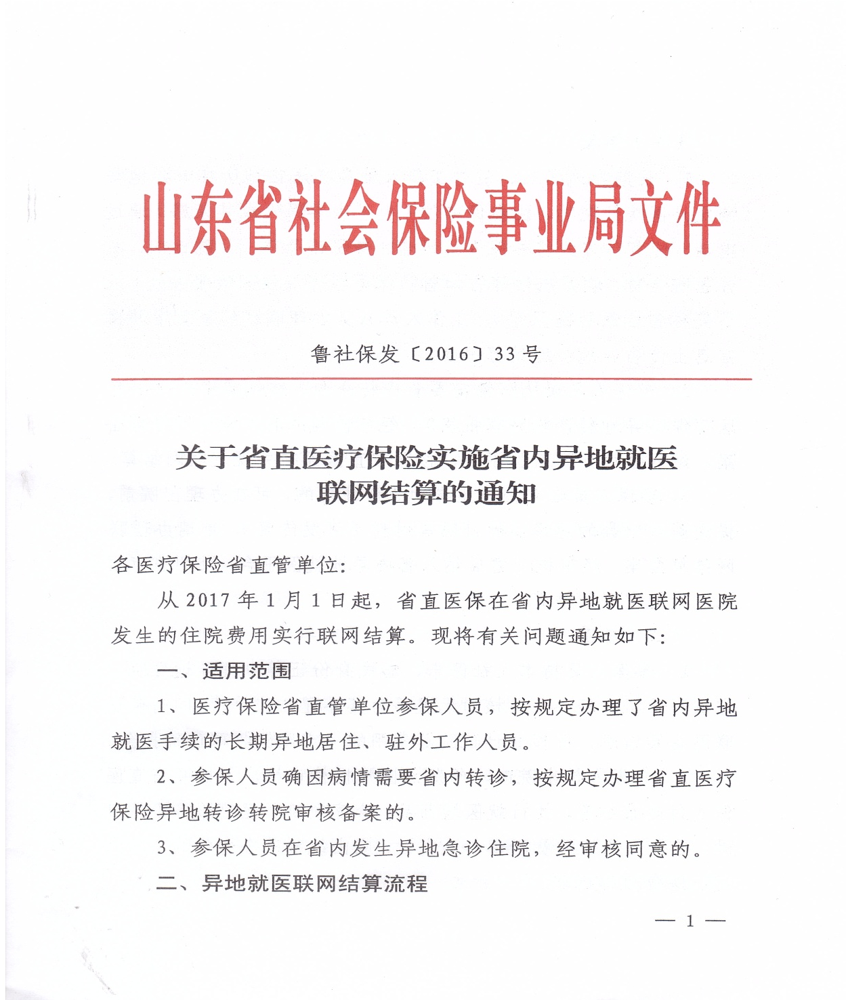 山东省社会保险事业局文件
鲁社保发〔2016〕33号
关于省直医疗保险实施省内异地就医
联网结算的通知
各医疗保险省直管单位:
从2017年1月1日起，省直医保在省内异地就医联网医院
发生的住院费用实行联网结算。现将有关问题通知如下:
一、适用范围
1、医疗保险省直管单位参保人员，按规定办理了省内异地
就医手续的长期异地居住、驻外工作人员。
2、参保人员确因病情需要省内转诊，按规定办理省直医疗
保险异地转诊转院审核备案的。
3、参保人员在省内发生异地急诊住院，经审核同意的。
二、异地就医联网结算流程
— 1 —